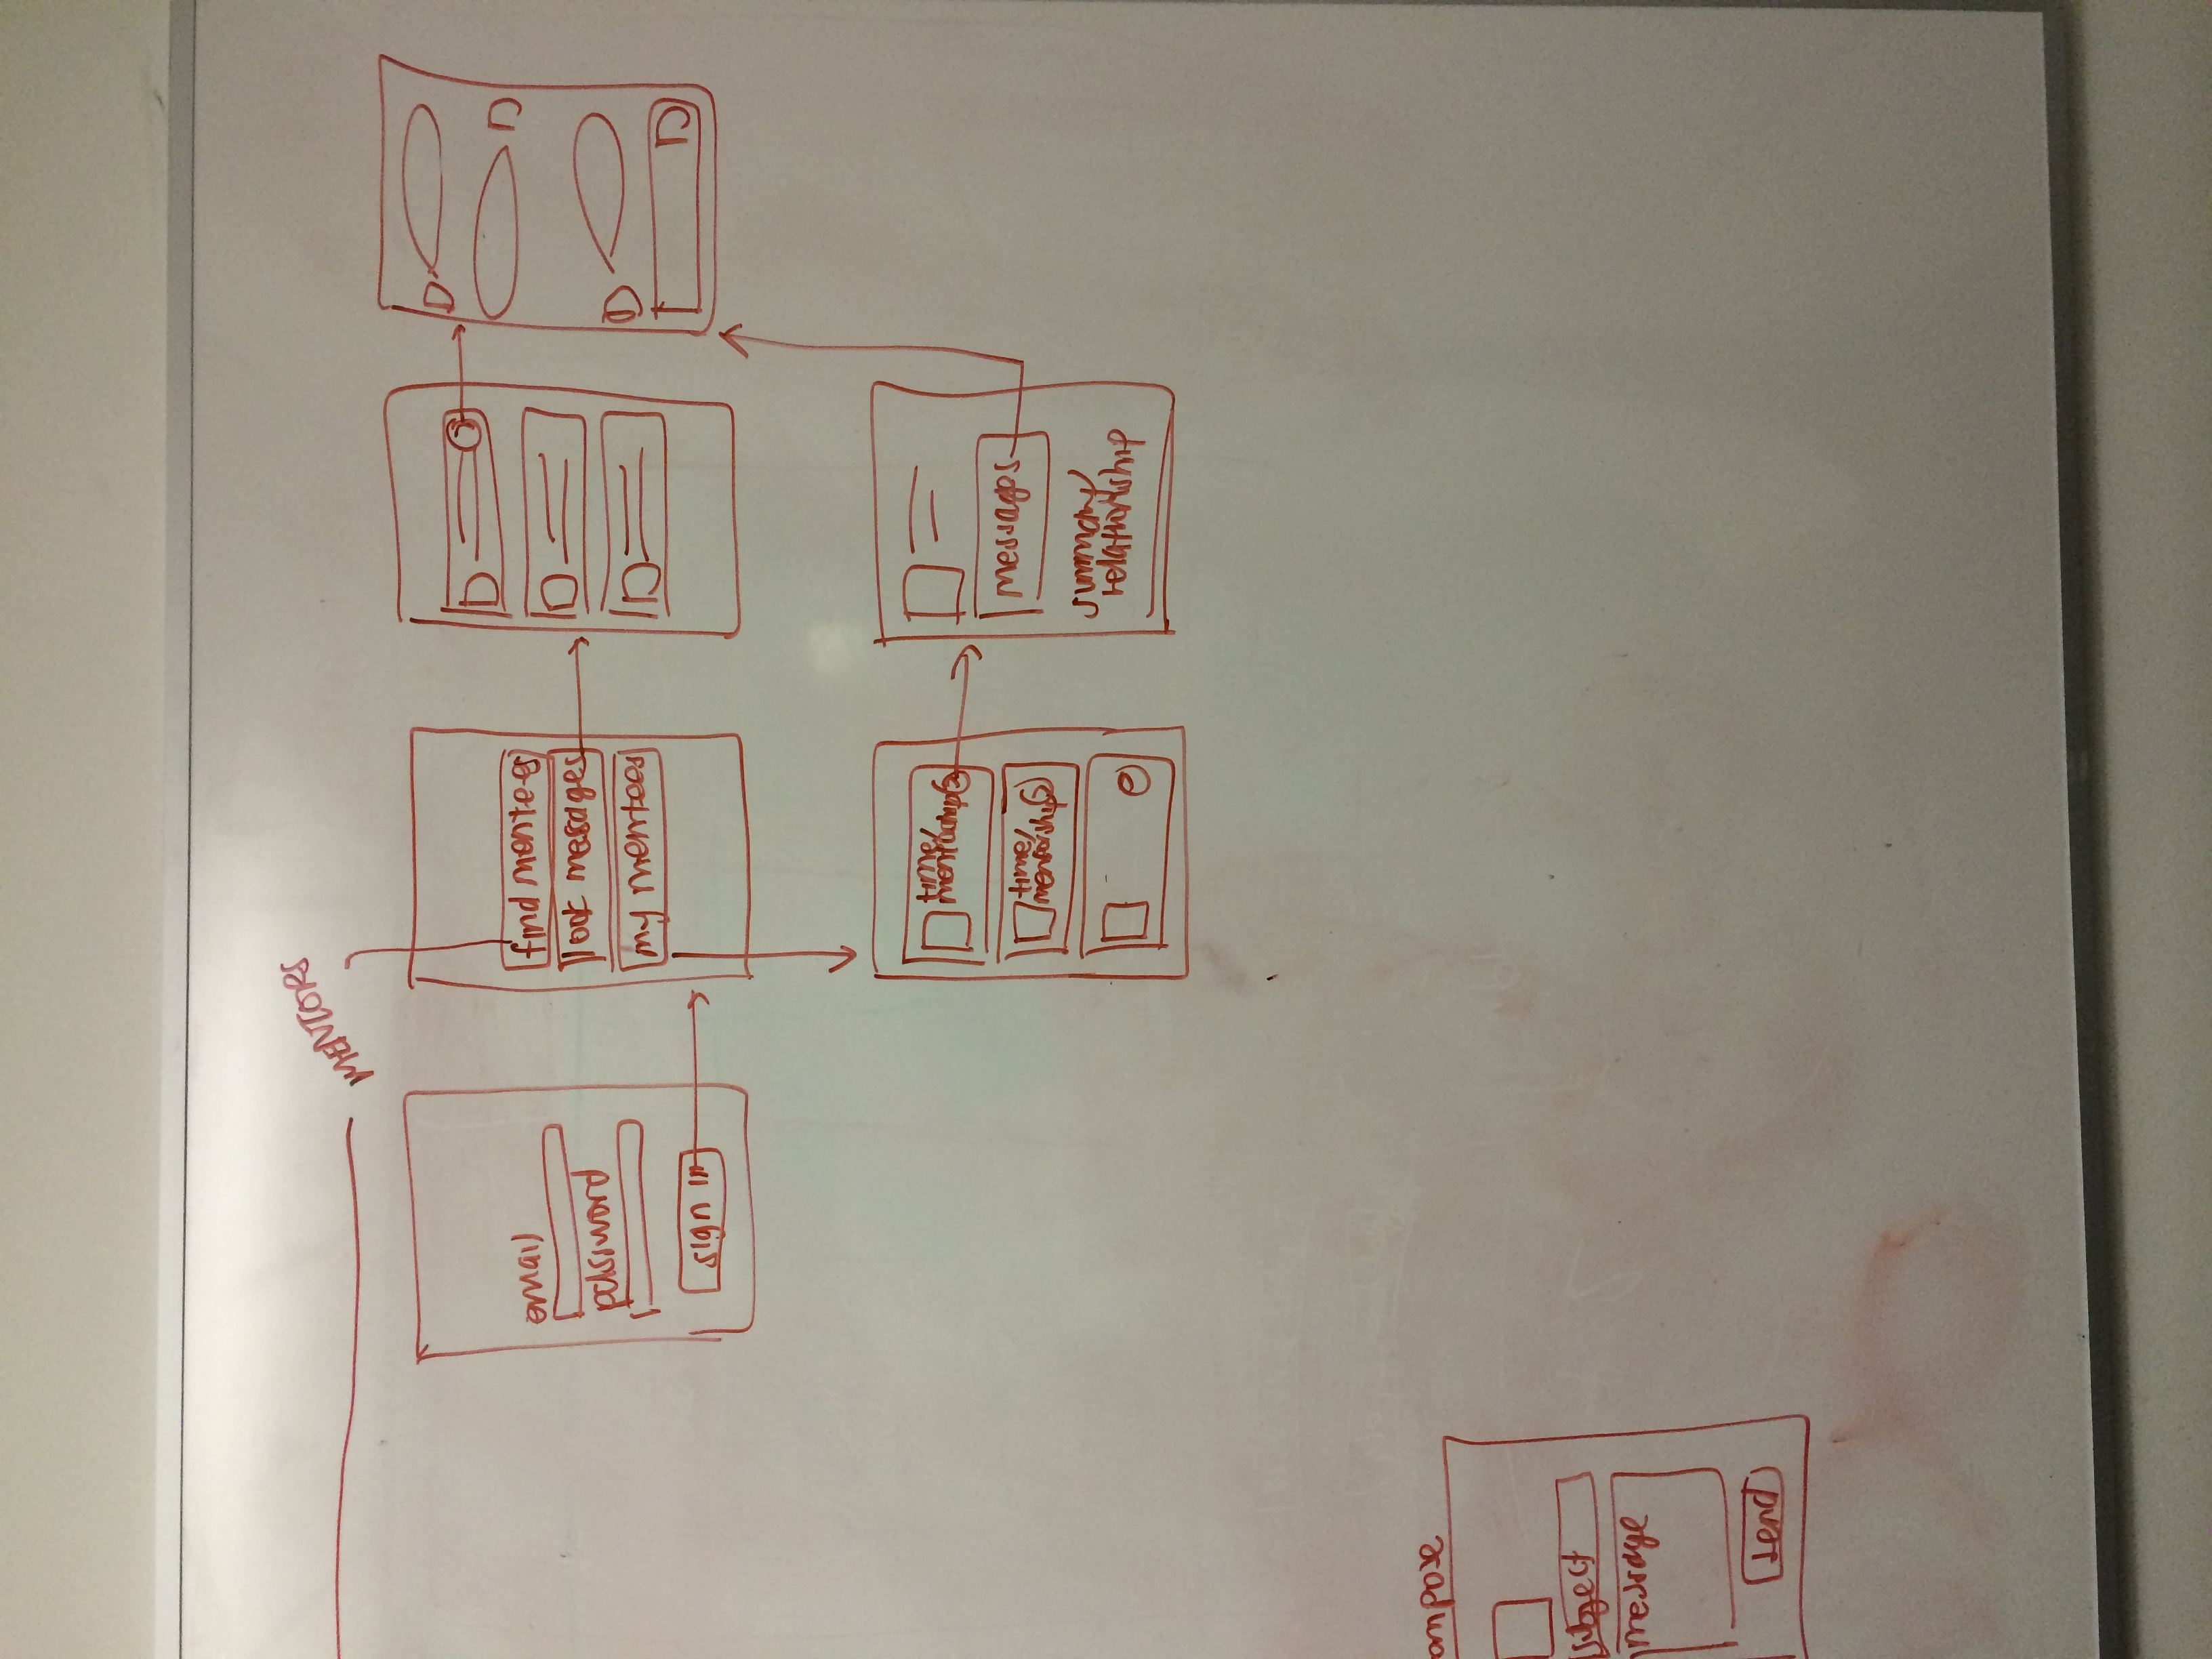 MENTORS
email
password
sign in
find mentees
look messages
my mentees
time/
mentorship
time/
mentorship
messages
summary/
relationship
ompose
subject
message
send